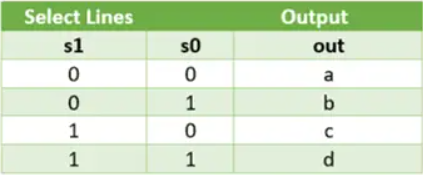 Select Lines Output
s1 s0 out
0 0 a
0 1 b
1 0 c
1 1 d